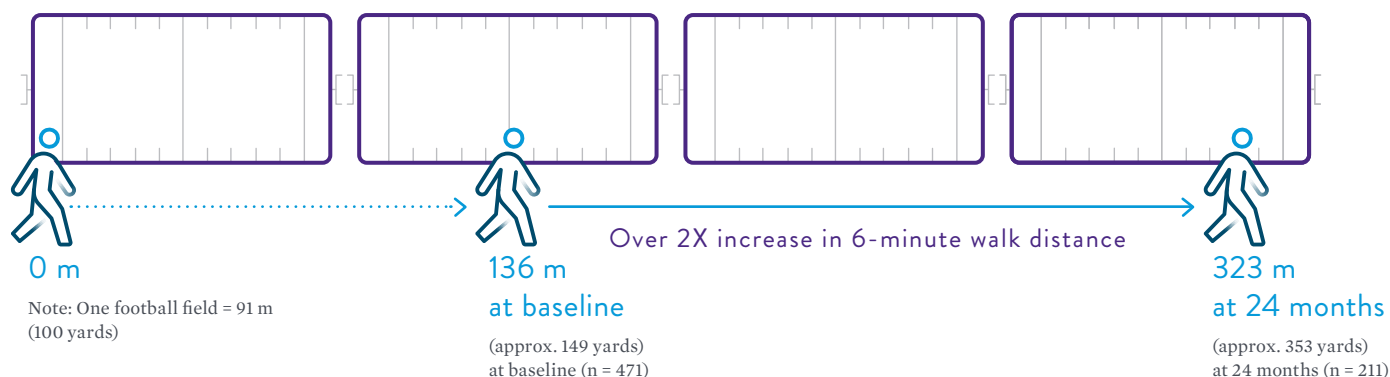 Over 2X increase in 6-minute walk distance
0 m
Note: One football field = 91 m
(100 yards)
136 m
at baseline
(approx. 149 yards)
at baseline (n = 471)
323 m
at 24 months
(approx. 353 yards)
at 24 months (n = 211)